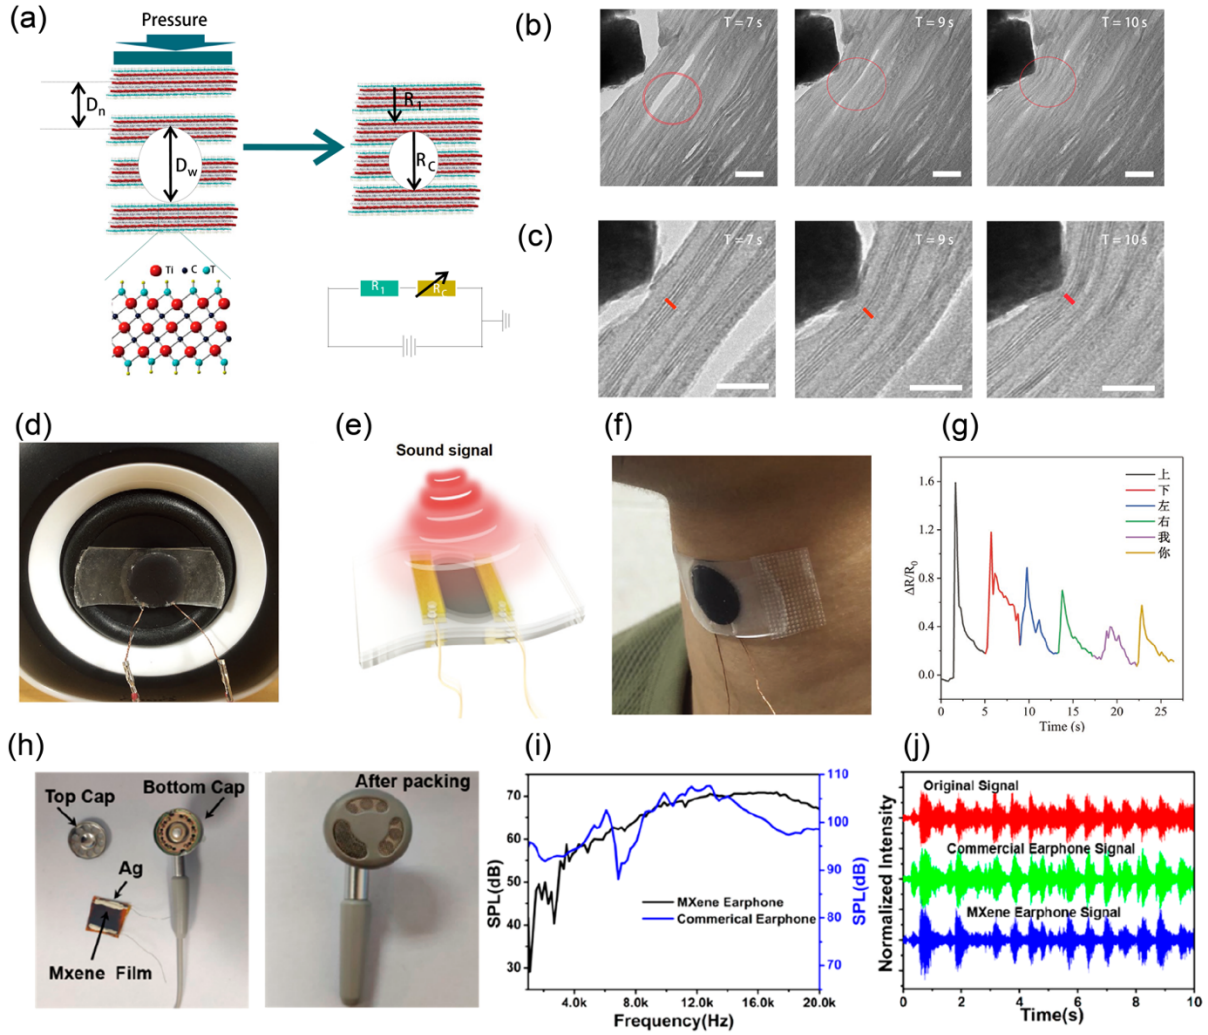 (a)
Pressure
Dn
Dw
R1
RC
Ti C T
R1
Rc
(b)
T = 7 s
T = 9 s
T = 10 s
(c)
T = 7 s
T = 9 s
T = 10 s
(d)
(e)
Sound signal
(f)
(g)
ΔR/R0
1.6
1.2
0.8
0.4
0.0
上
下
左
右
我
你
0 5 10 15 20 25
Time (s)
(h)
Top Cap
Bottom Cap
Ag
Mxene Film
After packing
(i)
SPL(dB)
70
60
50
40
30
MXene Earphone
Commerical Earphone
110
100
90
80
70
SPL(dB)
4.0k 8.0k 12.0k 16.0k 20.0k
Frequency(Hz)
(j)
Normalized Intensity
Original Signal
Commercial Earphone Signal
MXene Earphone Signal
0 2 4 6 8 10
Time(s)